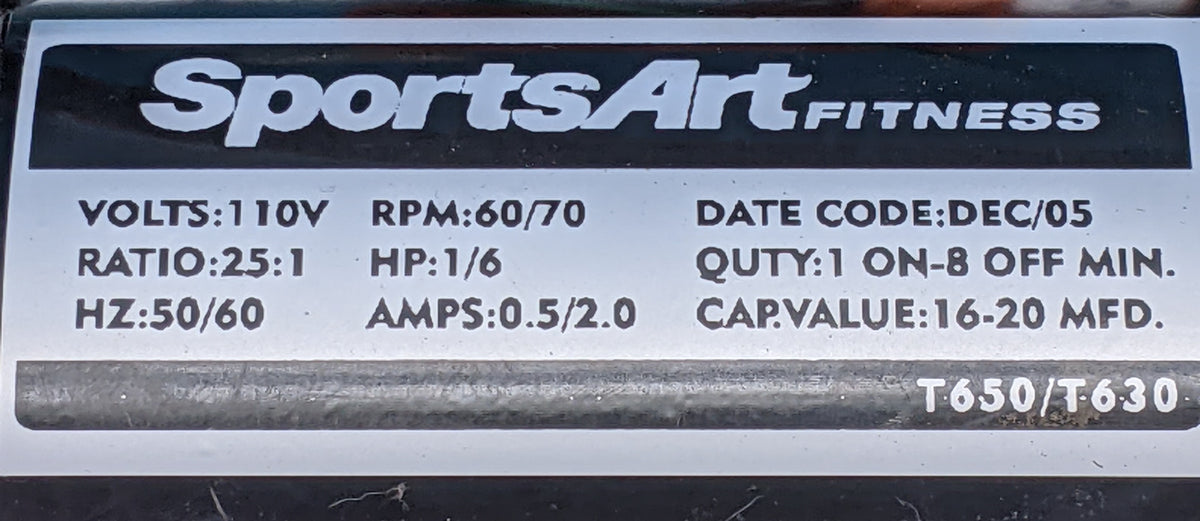 SportsArt FITNESS
VOLTS:110V RPM:60/70 DATE CODE:DEC/05
RATIO:25:1 HP:1/6 QUTY:1 ON-8 OFF MIN.
HZ:50/60 AMPS:0.5/2.0 CAP.VALUE:16-20 MFD.
T650/T630